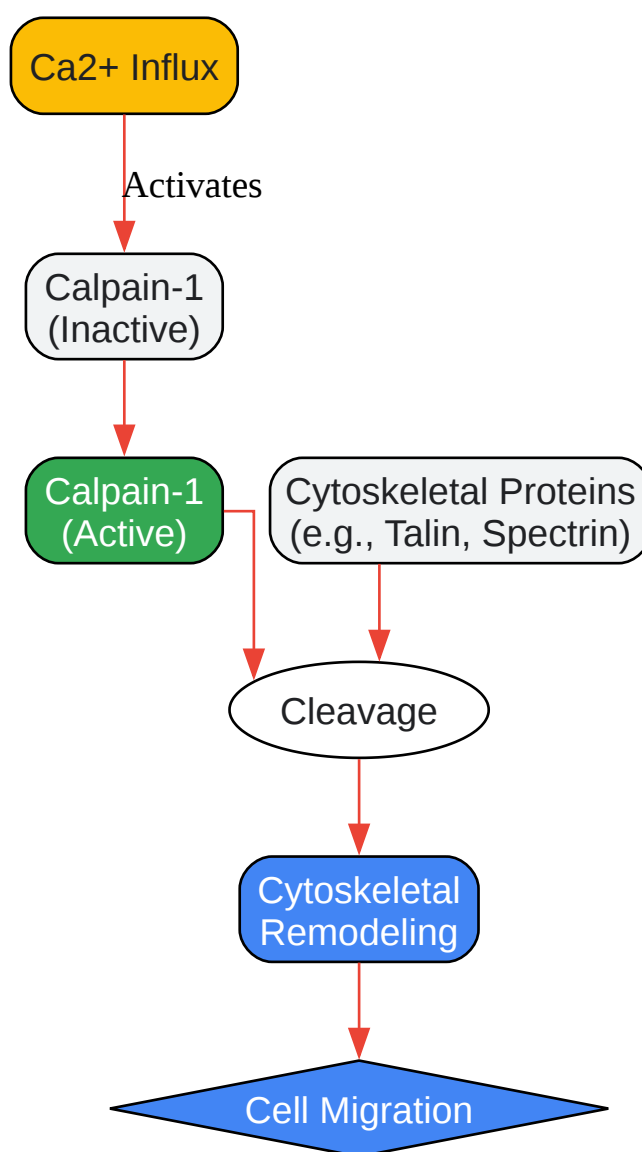 Ca2+ Influx
Activates
Calpain-1
(Inactive)
Calpain-1
(Active)
Cytoskeletal Proteins
(e.g., Talin, Spectrin)
Cleavage
Cytoskeletal
Remodeling
Cell Migration